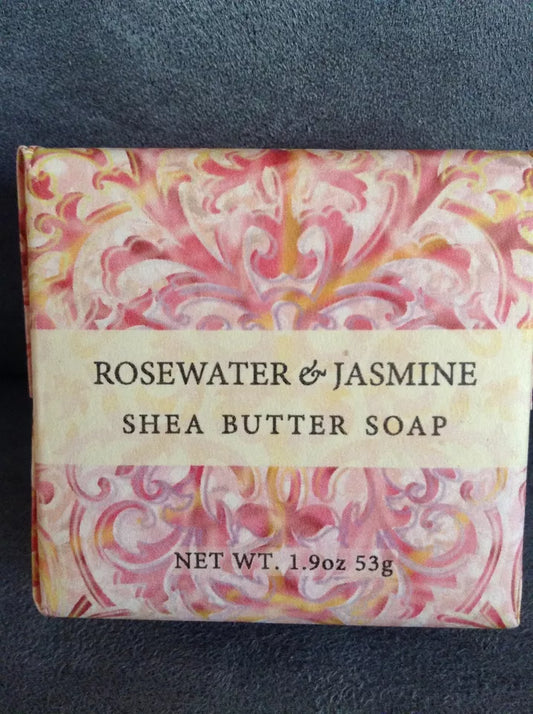 ROSEWATER & JASMINE
SHEA BUTTER SOAP
NET WT. 1.9oz 53g